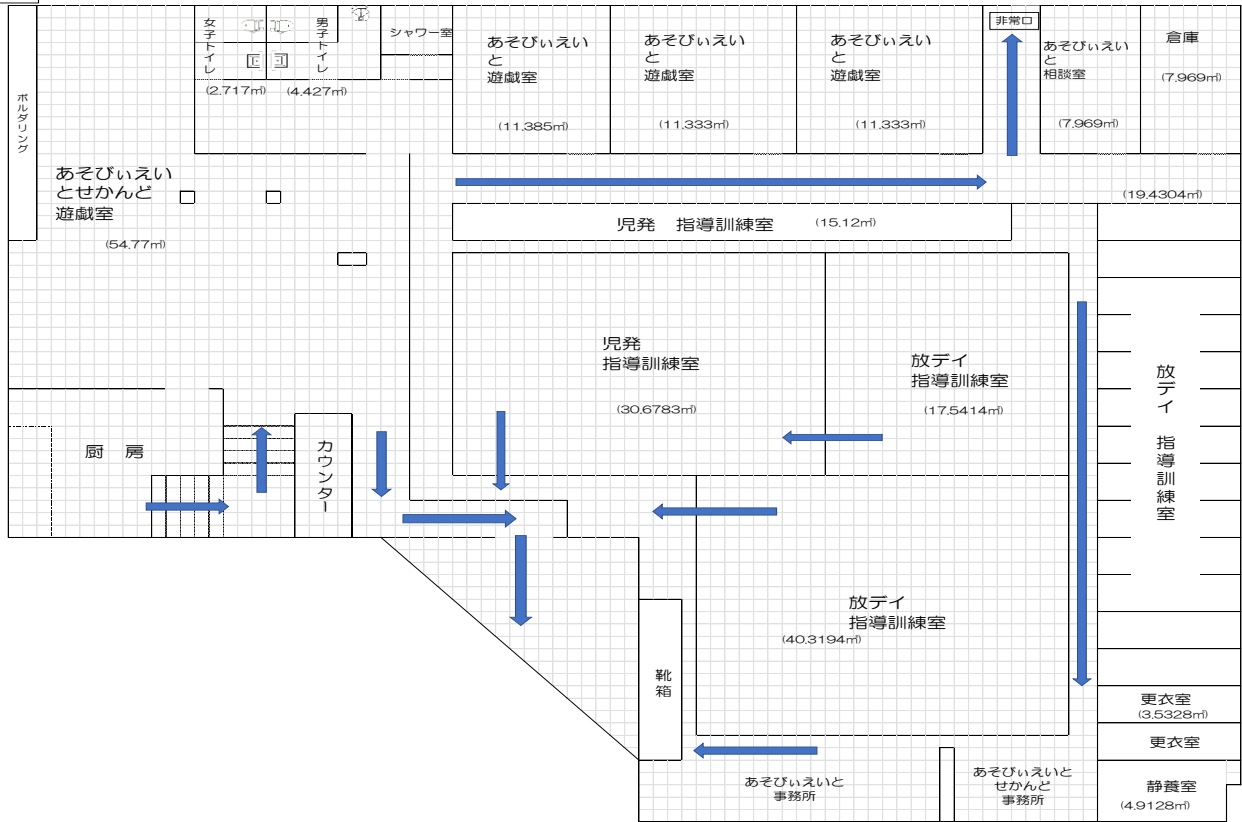 女子トイレ
男子トイレ
(2.717㎡)
(4.427㎡)
シャワー室
あそびぃえい
と
遊戯室
(11.385㎡)
あそびぃえい
と
遊戯室
(11.333㎡)
あそびぃえい
と
遊戯室
(11.333㎡)
非常口
あそびぃえい
と
相談室
(7.969㎡)
倉庫
(7.969㎡)
ボルダリング
あそびぃえい
とせかんど
遊戯室
(54.77㎡)
(19.4304㎡)
児発 指導訓練室 (15.12㎡)
児発
指導訓練室
(30.6783㎡)
放デイ
指導訓練室
(17.5414㎡)
放デイ 指導訓練室
厨 房
カウンター
放デイ
指導訓練室
(40.3194㎡)
靴箱
更衣室
(3.5328㎡)
更衣室
あそびぃえいと
事務所
あそびぃえいと
せかんど
事務所
静養室
(4.9128㎡)